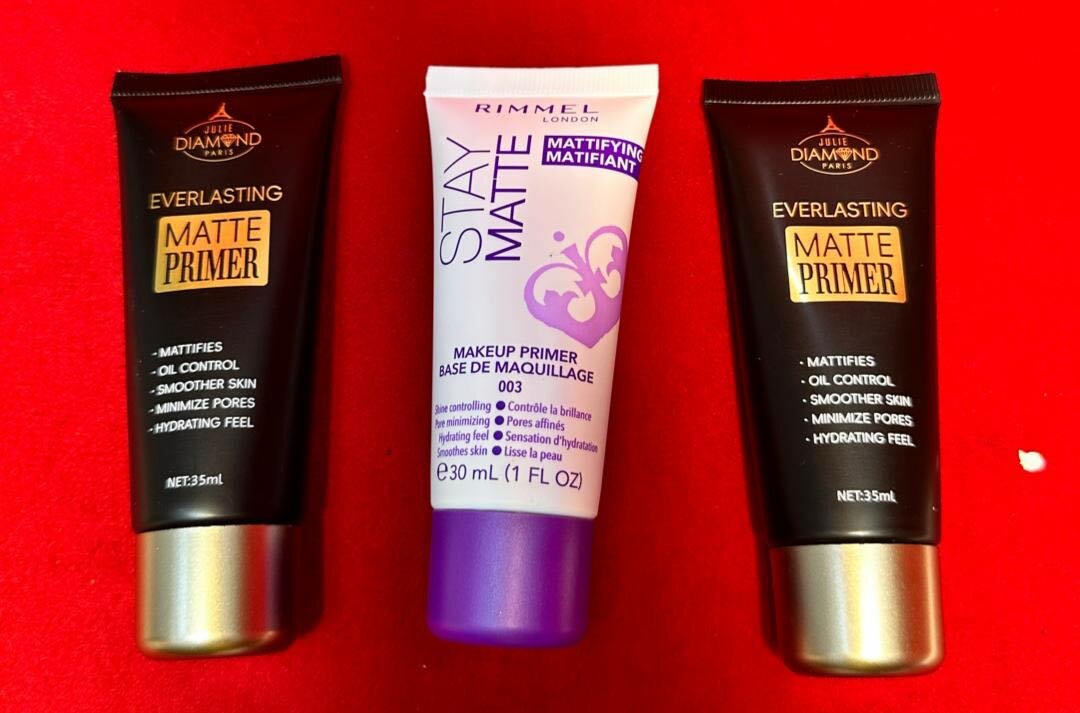 JULIE
DIAMOND
PARIS
EVERLASTING
MATTE
PRIMER
- MATTIFIES
- OIL CONTROL
- SMOOTHER SKIN
- MINIMIZE PORES
- HYDRATING FEEL
NET:35mL
RIMMEL
LONDON
STAY
MATTE
MATTIFYING
MATIFIANT
MAKEUP PRIMER
BASE DE MAQUILLAGE
003
Shine controlling ● Contrôle la brillance
Pore minimizing ● Pores affinés
Hydrating feel ● Sensation d'hydratation
Smoothes skin ● Lisse la peau
℮30 mL (1 FL OZ)
JULIE
DIAMOND
PARIS
EVERLASTING
MATTE
PRIMER
· MATTIFIES
· OIL CONTROL
· SMOOTHER SKIN
· MINIMIZE PORES
· HYDRATING FEEL
NET:35mL